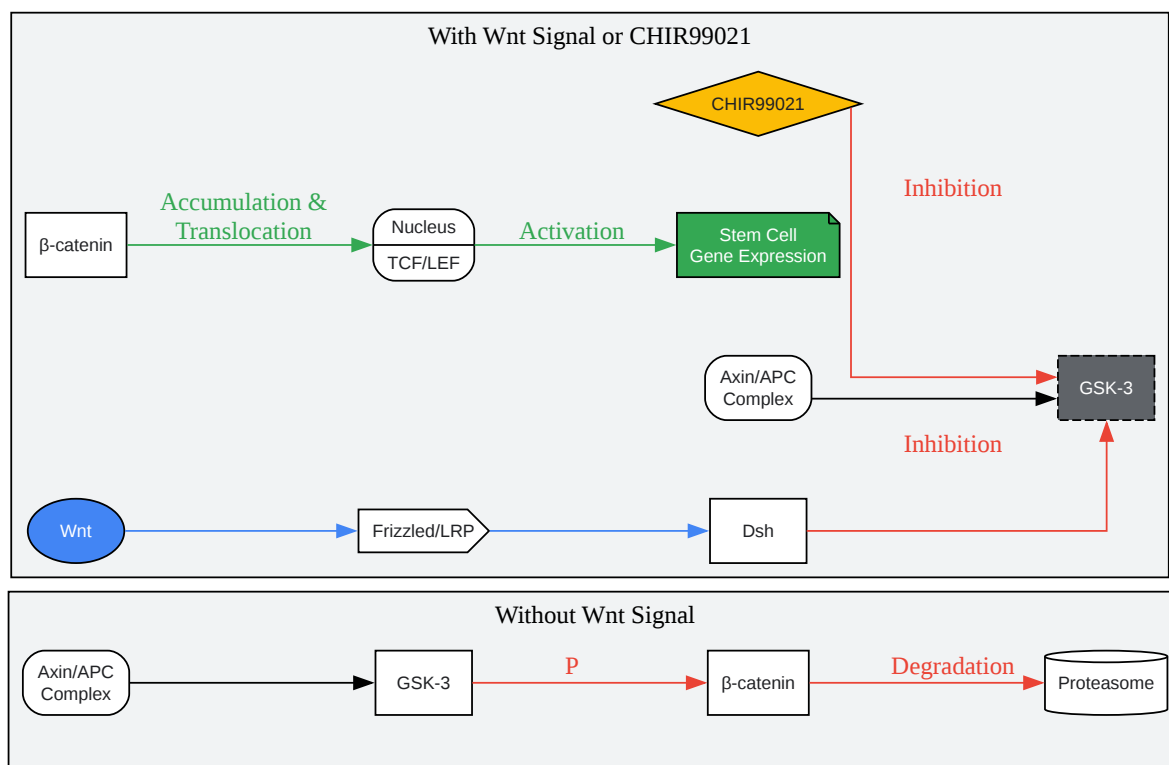 With Wnt Signal or CHIR99021
CHIR99021
Inhibition
Accumulation &
Translocation
β-catenin
Nucleus
TCF/LEF
Activation
Stem Cell
Gene Expression
Axin/APC
Complex
GSK-3
Inhibition
Wnt
Frizzled/LRP
Dsh
Without Wnt Signal
Axin/APC
Complex
GSK-3
P
β-catenin
Degradation
Proteasome